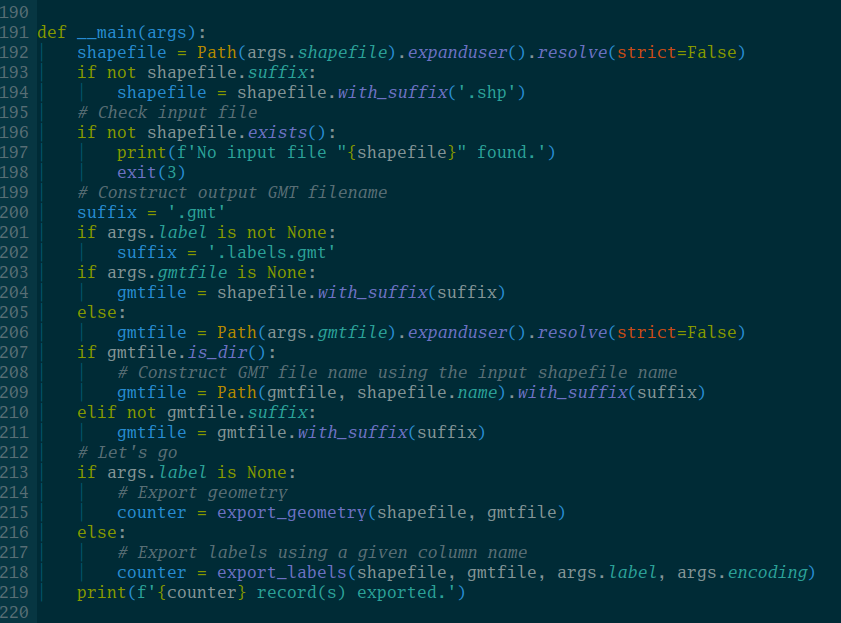 190
191 def __main(args):
192     shapefile = Path(args.shapefile).expanduser().resolve(strict=False)
193     if not shapefile.suffix:
194         shapefile = shapefile.with_suffix('.shp')
195     # Check input file
196     if not shapefile.exists():
197         print(f'No input file "{shapefile}" found.')
198         exit(3)
199     # Construct output GMT filename
200     suffix = '.gmt'
201     if args.label is not None:
202         suffix = '.labels.gmt'
203     if args.gmtfile is None:
204         gmtfile = shapefile.with_suffix(suffix)
205     else:
206         gmtfile = Path(args.gmtfile).expanduser().resolve(strict=False)
207     if gmtfile.is_dir():
208         # Construct GMT file name using the input shapefile name
209         gmtfile = Path(gmtfile, shapefile.name).with_suffix(suffix)
210     elif not gmtfile.suffix:
211         gmtfile = gmtfile.with_suffix(suffix)
212     # Let's go
213     if args.label is None:
214         # Export geometry
215         counter = export_geometry(shapefile, gmtfile)
216     else:
217         # Export labels using a given column name
218         counter = export_labels(shapefile, gmtfile, args.label, args.encoding)
219     print(f'{counter} record(s) exported.')
220